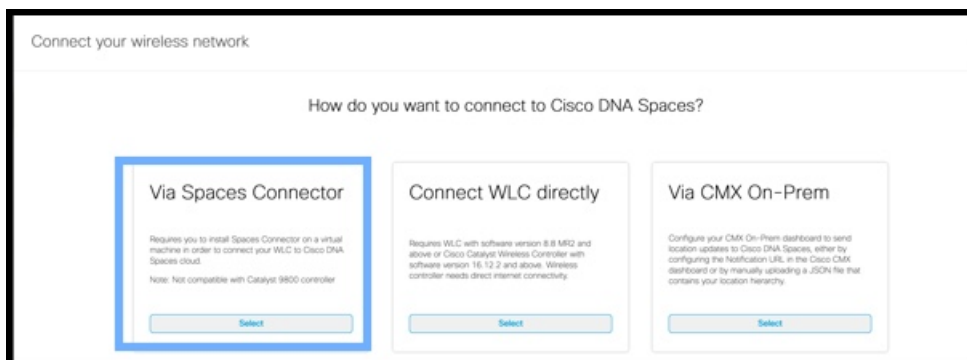 Connect your wireless network
How do you want to connect to Cisco DNA Spaces?
Via Spaces Connector
Requires you to install Spaces Connector on a virtual
machine in order to connect your WLC to Cisco DNA
Spaces cloud.
Note: Not compatible with Catalyst 9800 controller
Select
Connect WLC directly
Requires WLC with software version 8.8 MR2 and
above or Cisco Catalyst Wireless Controller with
software version 16.12.2 and above. Wireless
controller needs direct internet connectivity.
Select
Via CMX On-Prem
Configure your CMX On-Prem dashboard to send
location updates to Cisco DNA Spaces, either by
configuring the Notification URL in the Cisco CMX
dashboard or by manually uploading a JSON file that
contains your location hierarchy.
Select